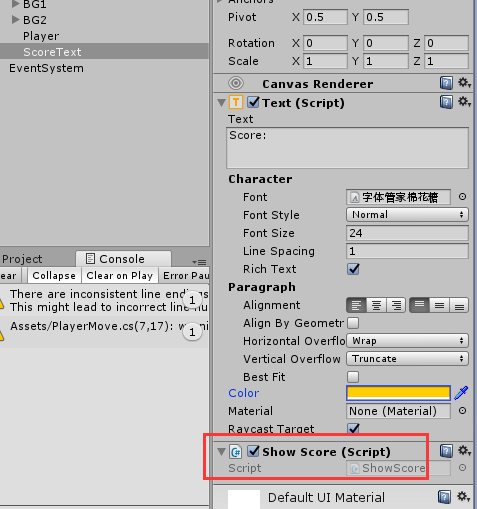 BG1
BG2
Player
ScoreText
EventSystem
Project
Console
Clear on Play
Collapse
Error Pau
There are inconsistent line endings
This might lead to incorrect line nu
1
Assets/PlayerMove.cs(7,17): w
1
Anchors
Pivot X 0.5 Y 0.5
Rotation X 0 Y 0 Z 0
Scale X 1 Y 1 Z 1
Canvas Renderer
Text (Script)
Text
Score:
Character
Font 字体管家棉花糖
Font Style Normal
Font Size 24
Line Spacing 1
Rich Text
Paragraph
Alignment
Align By Geometr
Horizontal Overflo Wrap
Vertical Overflow Truncate
Best Fit
Color
Material None (Material)
Raycast Target
Show Score (Script)
Script ShowScore
Default UI Material